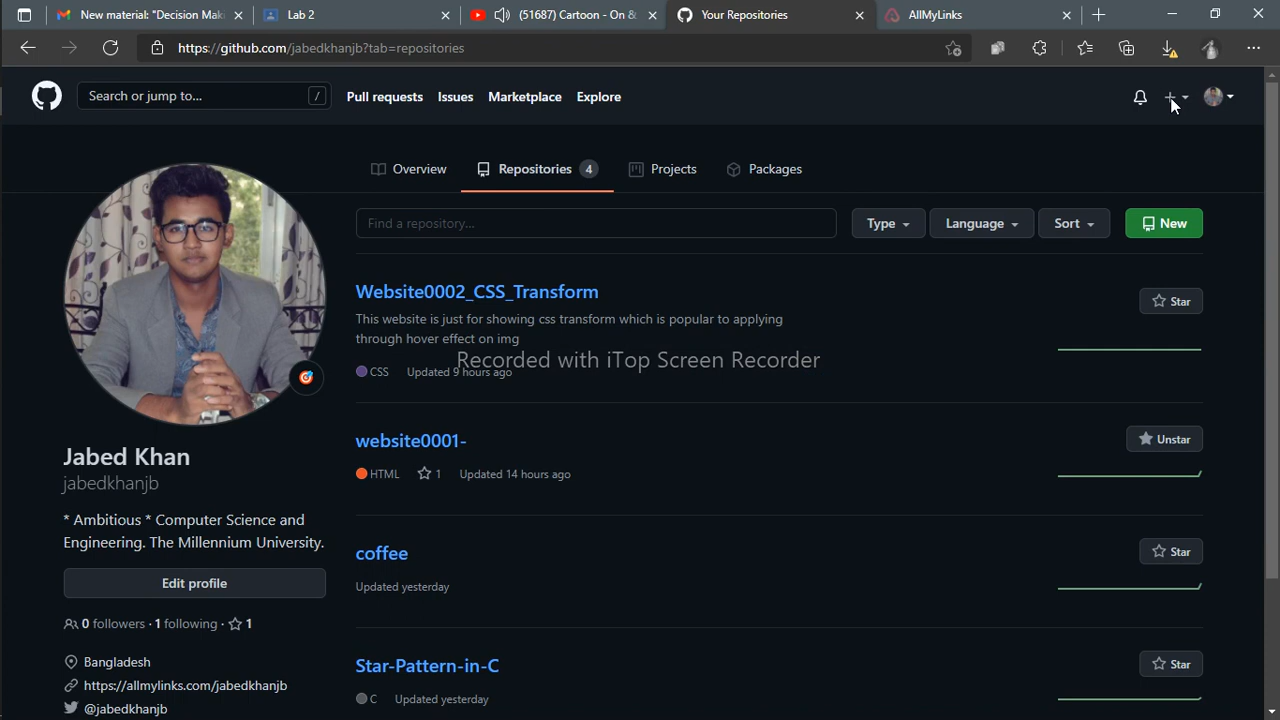 New material: "Decision Mak
Lab 2
(51687) Cartoon - On &
Your Repositories
AllMyLinks
https://github.com/jabedkhanjb?tab=repositories
Search or jump to...
/
Pull requests
Issues
Marketplace
Explore
Overview
Repositories 4
Projects
Packages
Find a repository...
Type
Language
Sort
New
Website0002_CSS_Transform
Star
This website is just for showing css transform which is popular to applying
through hover effect on img
Recorded with iTop Screen Recorder
CSS Updated 9 hours ago
website0001-
Unstar
HTML 1 Updated 14 hours ago
coffee
Star
Updated yesterday
Star-Pattern-in-C
Star
C Updated yesterday
Jabed Khan
jabedkhanjb
* Ambitious * Computer Science and
Engineering. The Millennium University.
Edit profile
0 followers · 1 following · 1
Bangladesh
https://allmylinks.com/jabedkhanjb
@jabedkhanjb